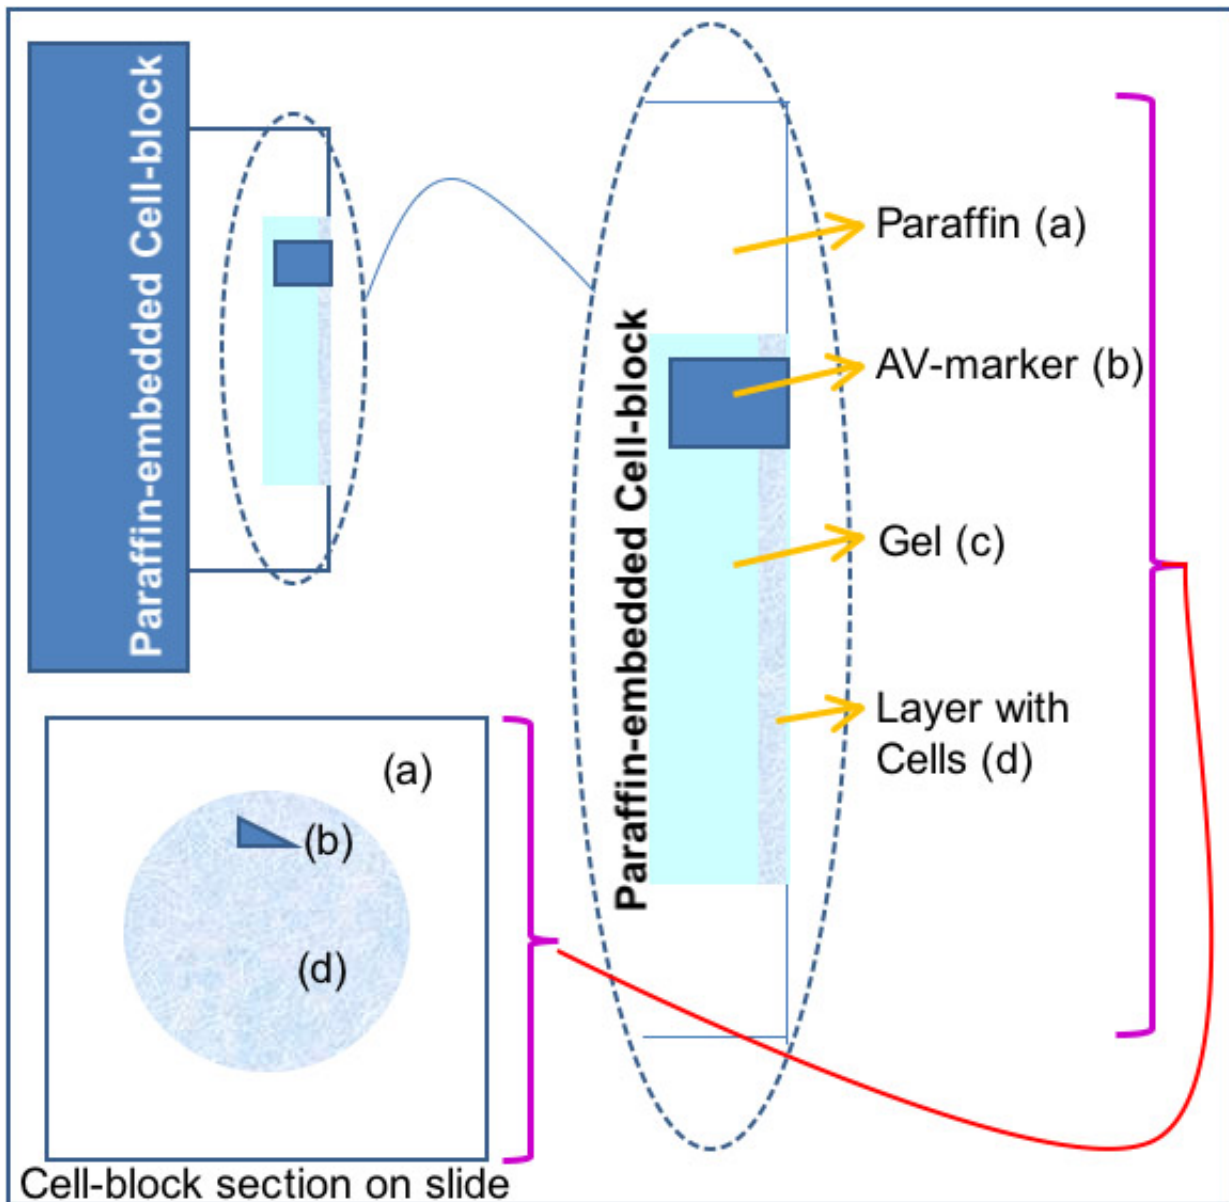 Paraffin-embedded Cell-block
Paraffin-embedded Cell-block
Paraffin (a)
AV-marker (b)
Gel (c)
Layer with
Cells (d)
(a)
(b)
(d)
Cell-block section on slide